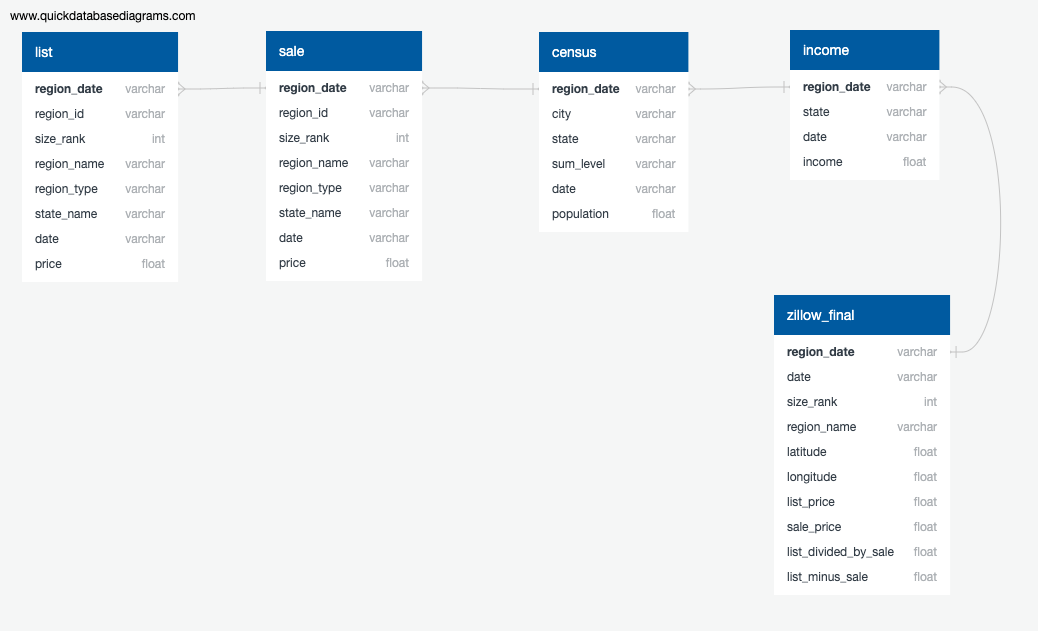 www.quickdatabasediagrams.com
list
region_date varchar
region_id varchar
size_rank int
region_name varchar
region_type varchar
state_name varchar
date varchar
price float
sale
region_date varchar
region_id varchar
size_rank int
region_name varchar
region_type varchar
state_name varchar
date varchar
price float
census
region_date varchar
city varchar
state varchar
sum_level varchar
date varchar
population float
income
region_date varchar
state varchar
date varchar
income float
zillow_final
region_date varchar
date varchar
size_rank int
region_name varchar
latitude float
longitude float
list_price float
sale_price float
list_divided_by_sale float
list_minus_sale float